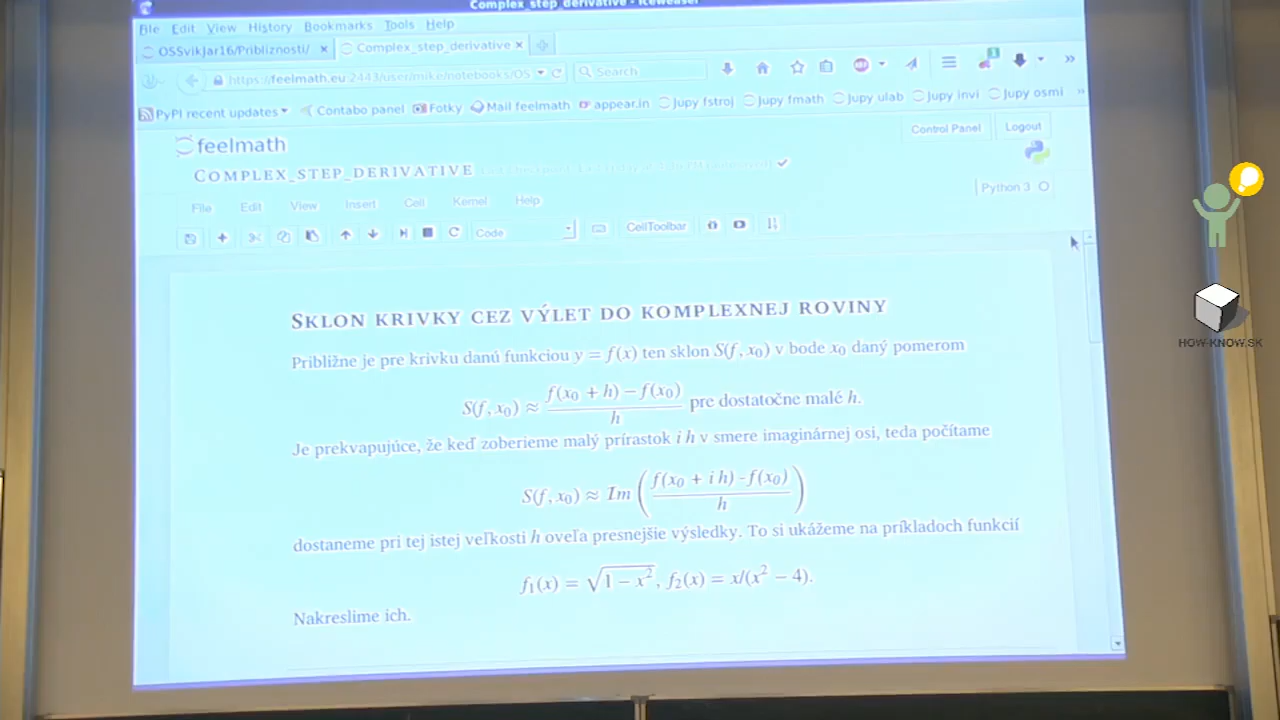 Complex_step_derivative - Iceweasel
File Edit View History Bookmarks Tools Help
OSSvikJar16/Pribliznosti/ × Complex_step_derivative ×
https://feelmath.eu:2443/user/mike/notebooks/OS Search
PyPI recent updates Contabo panel Fotky Mail feelmath appear.in Jupy fstroj Jupy fmath Jupy ulab Jupy invi Jupy osmi »
feelmath Control Panel Logout
COMPLEX_STEP_DERIVATIVE
File Edit View Insert Cell Kernel Help Python 3
Code CellToolbar
SKLON KRIVKY CEZ VÝLET DO KOMPLEXNEJ ROVINY
Približne je pre krivku danú funkciou y = f(x) ten sklon S(f, x₀) v bode x₀ daný pomerom
S(f, x₀) ≈ (f(x₀ + h) − f(x₀)) / h pre dostatočne malé h.
Je prekvapujúce, že keď zoberieme malý prírastok i h v smere imaginárnej osi, teda počítame
S(f, x₀) ≈ Im ( (f(x₀ + i h) - f(x₀)) / h )
dostaneme pri tej istej veľkosti h oveľa presnejšie výsledky. To si ukážeme na príkladoch funkcií
f₁(x) = √(1 − x²), f₂(x) = x/(x² − 4).
Nakreslime ich.
HOW-KNOW.SK